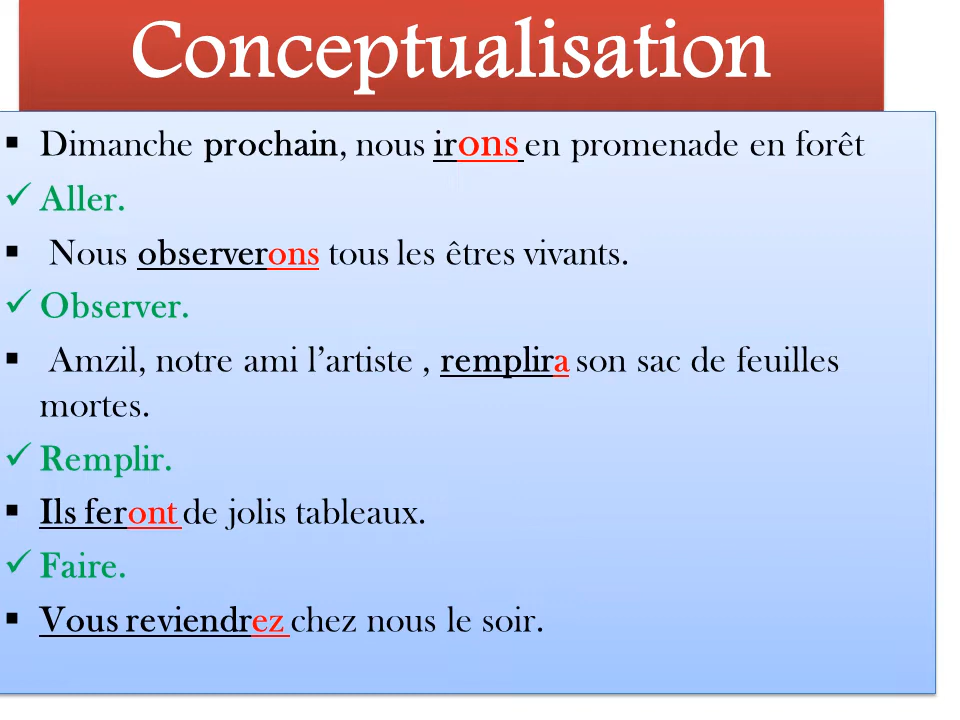 Conceptualisation
▪ Dimanche prochain, nous irons en promenade en forêt
✓ Aller.
▪ Nous observerons tous les êtres vivants.
✓ Observer.
▪ Amzil, notre ami l’artiste , remplira son sac de feuilles
mortes.
✓ Remplir.
▪ Ils feront de jolis tableaux.
✓ Faire.
▪ Vous reviendrez chez nous le soir.